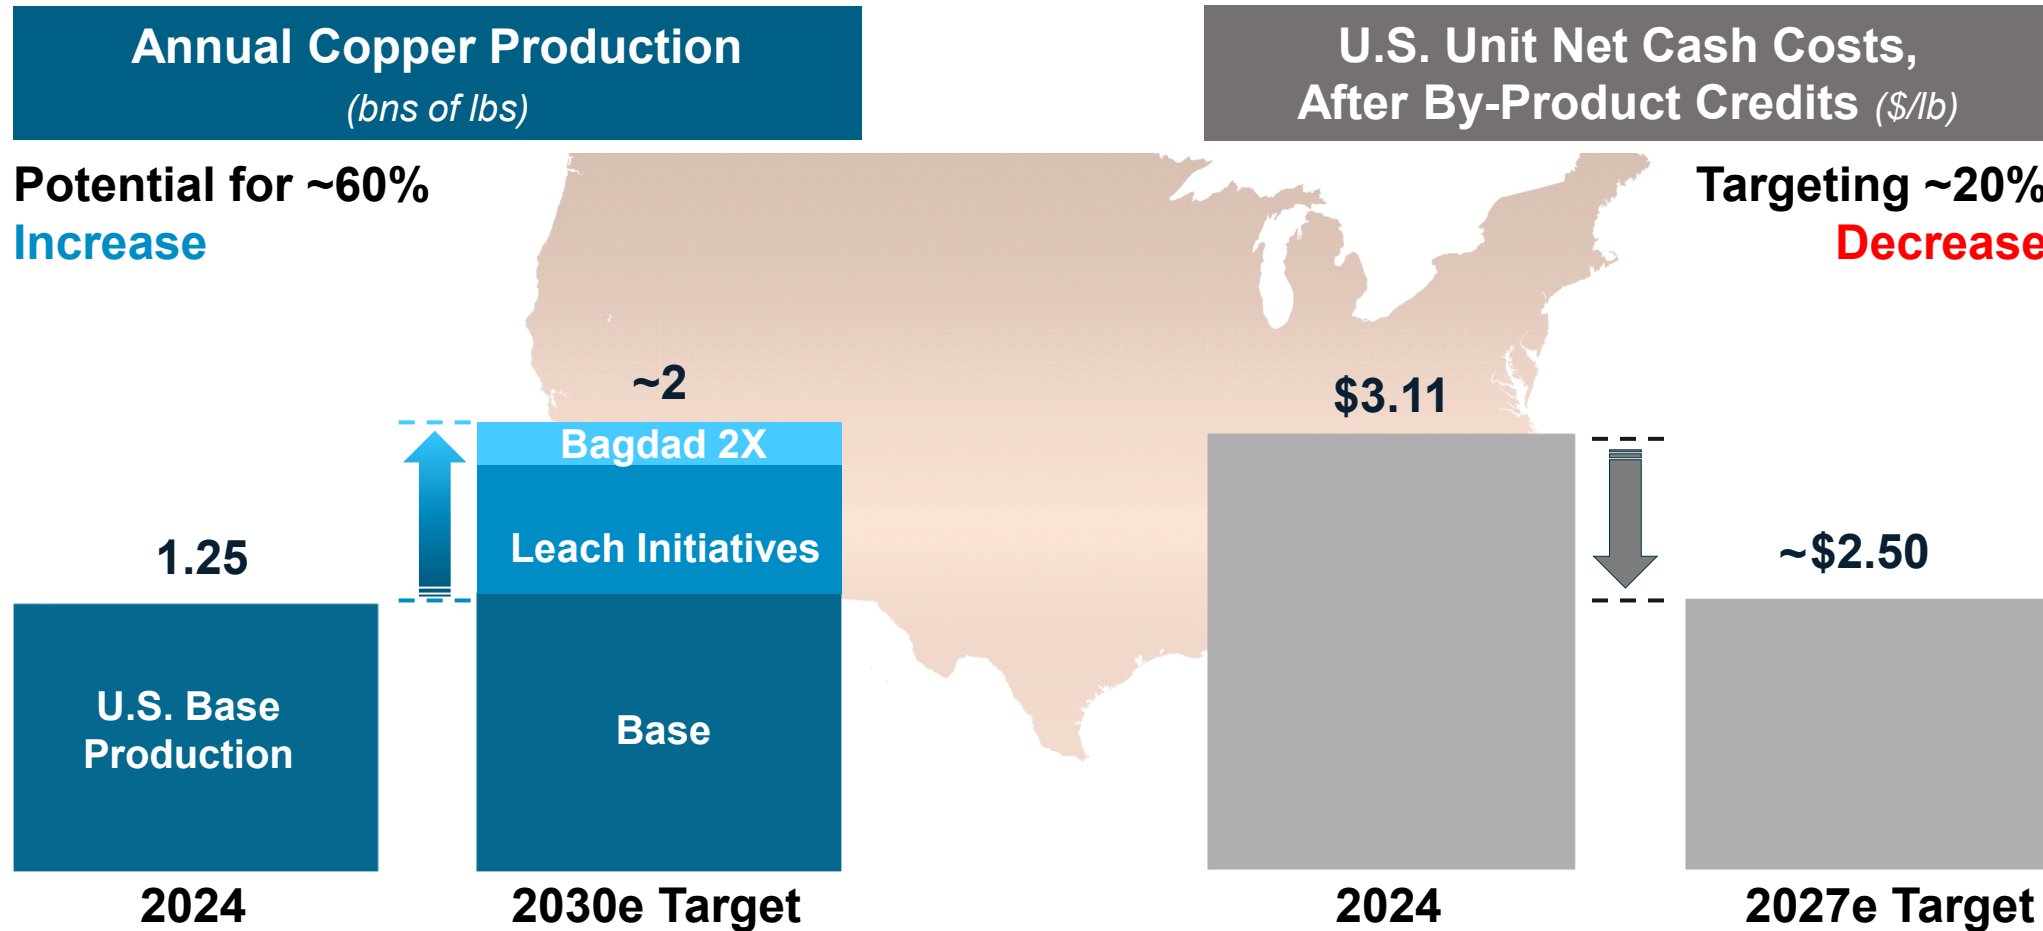 Annual Copper Production
(bns of lbs)
Potential for ~60%
Increase
~2
Bagdad 2X
Leach Initiatives
1.25
U.S. Base
Production
Base
2024
2030e Target
U.S. Unit Net Cash Costs,
After By-Product Credits ($/lb)
Targeting ~20%
Decrease
$3.11
~$2.50
2024
2027e Target